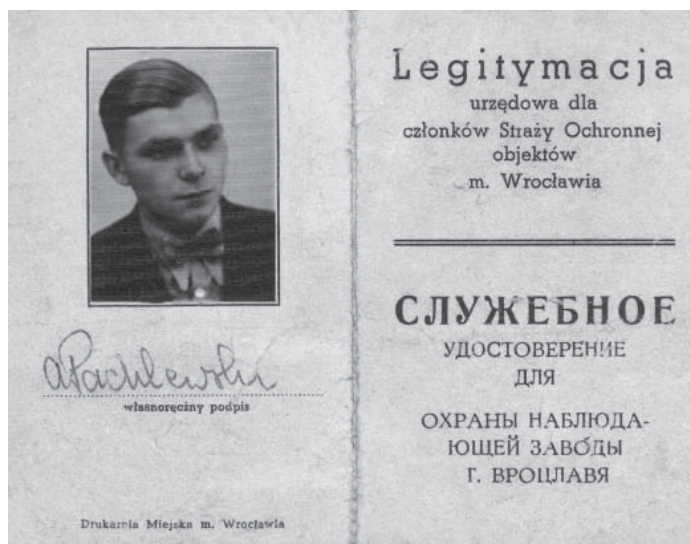 APachlewski
własnoręczny podpis
Drukarnia Miejska m. Wrocławia
Legitymacja
urzędowa dla
członków Straży Ochronnej
objektów
m. Wrocławia
СЛУЖЕБНОЕ
УДОСТОВЕРЕНИЕ
ДЛЯ
ОХРАНЫ НАБЛЮДА-
ЮЩЕЙ ЗАВОДЫ
Г. ВРОЦЛАВЯ